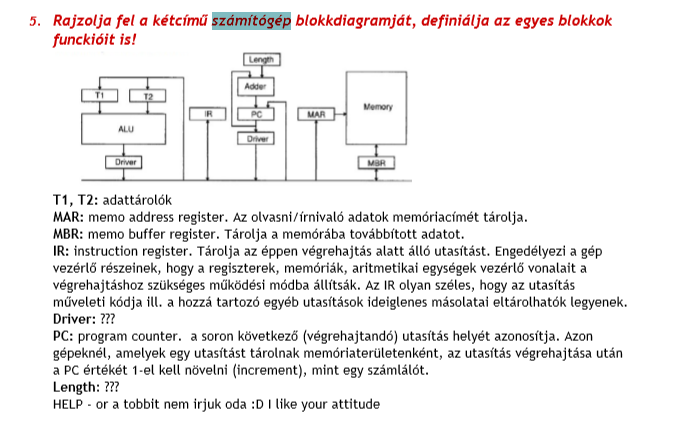 5. Rajzolja fel a kétcímű számítógép blokkdiagramját, definiálja az egyes blokkok
funckióit is!
Length
Adder
T1 T2 IR PC MAR Memory
ALU
Driver
Driver MBR
T1, T2: adattárolók
MAR: memo address register. Az olvasni/írnivaló adatok memóriacímét tárolja.
MBR: memo buffer register. Tárolja a memórába továbbított adatot.
IR: instruction register. Tárolja az éppen végrehajtás alatt álló utasítást. Engedélyezi a gép
vezérlő részeinek, hogy a regiszterek, memóriák, aritmetikai egységek vezérlő vonalait a
végrehajtáshoz szükséges működési módba állítsák. Az IR olyan széles, hogy az utasítás
műveleti kódja ill. a hozzá tartozó egyéb utasítások ideiglenes másolatai eltárolhatók legyenek.
Driver: ???
PC: program counter. a soron következő (végrehajtandó) utasítás helyét azonosítja. Azon
gépeknél, amelyek egy utasítást tárolnak memóriaterületenként, az utasítás végrehajtása után
a PC értékét 1-el kell növelni (increment), mint egy számlálót.
Length: ???
HELP - or a tobbit nem irjuk oda :D I like your attitude